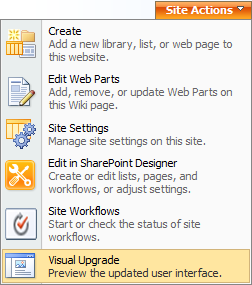 Site Actions
Create
Add a new library, list, or web page to
this website.
Edit Web Parts
Add, remove, or update Web Parts on
this Wiki page.
Site Settings
Manage site settings on this site.
Edit in SharePoint Designer
Create or edit lists, pages, and
workflows, or adjust settings.
Site Workflows
Start or check the status of site
workflows.
Visual Upgrade
Preview the updated user interface.